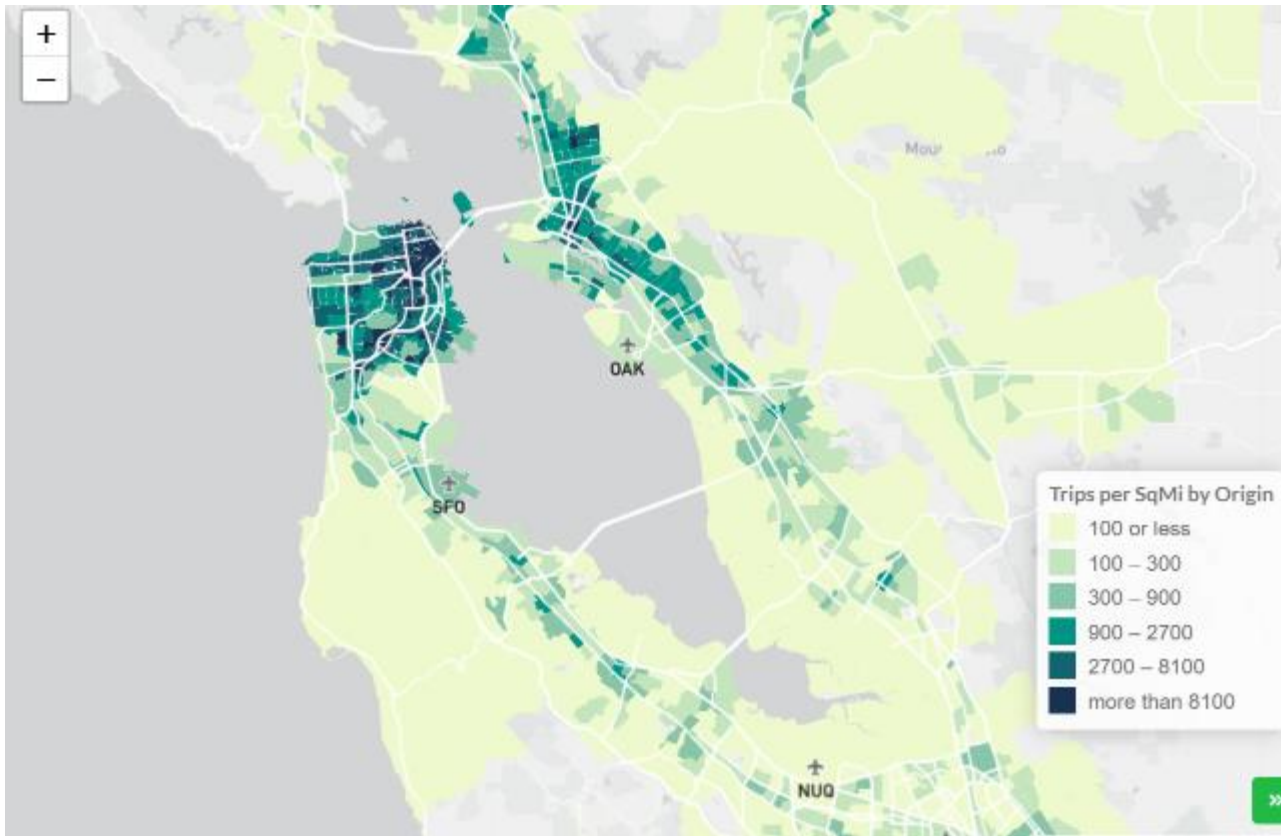 +
−
Mou
OAK
SFO
NUQ
Trips per SqMi by Origin
100 or less
100 – 300
300 – 900
900 – 2700
2700 – 8100
more than 8100
»